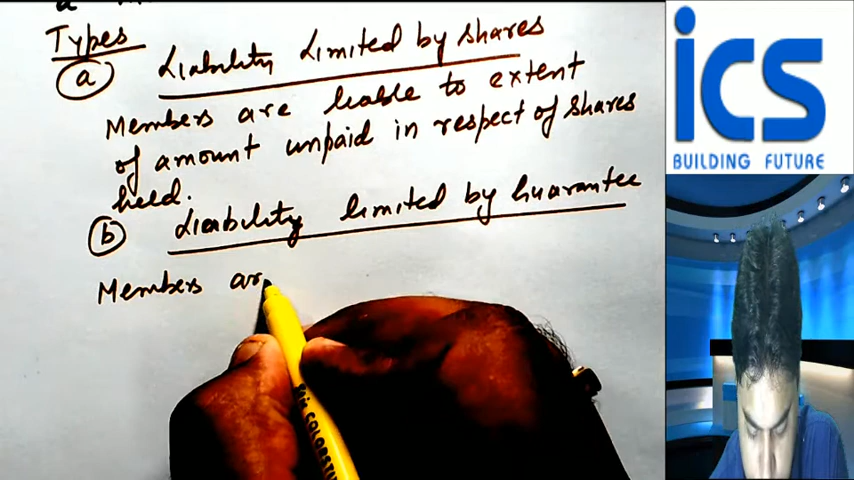 Types
a Liability Limited by shares
Members are liable to extent
of amount unpaid in respect of shares
held.
b Liability limited by Guarantee
Members ar
ics
BUILDING FUTURE
COLORSTI